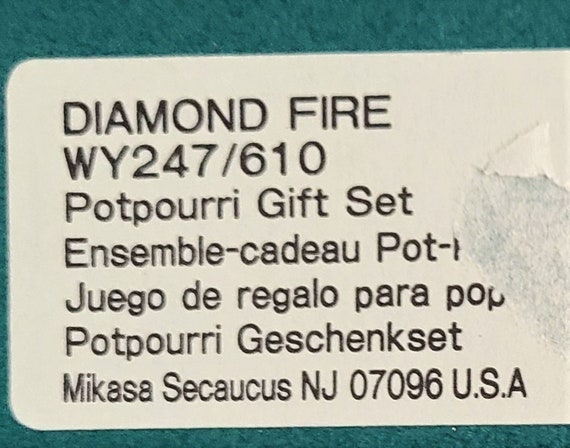 DIAMOND FIRE
WY247/610
Potpourri Gift Set
Ensemble-cadeau
Juego de regalo para
Potpourri Geschenkset
Mikasa Secaucus NJ 07096 U.S.A